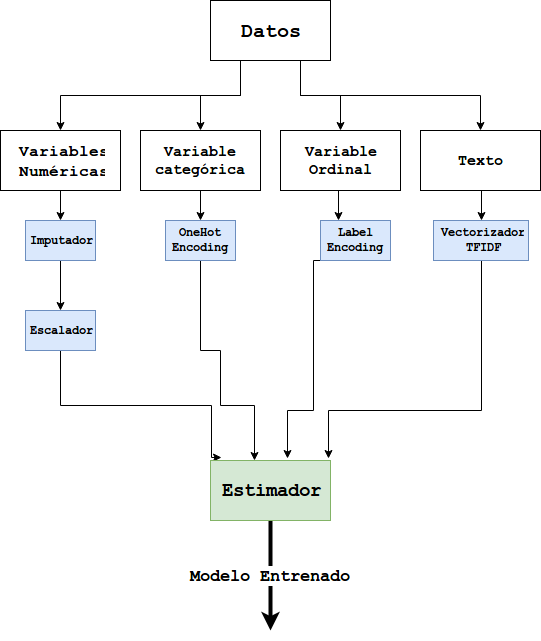 Datos
Variables
Numéricas
Variable
categórica
Variable
Ordinal
Texto
Imputador
OneHot
Encoding
Label
Encoding
Vectorizador
TFIDF
Escalador
Estimador
Modelo Entrenado